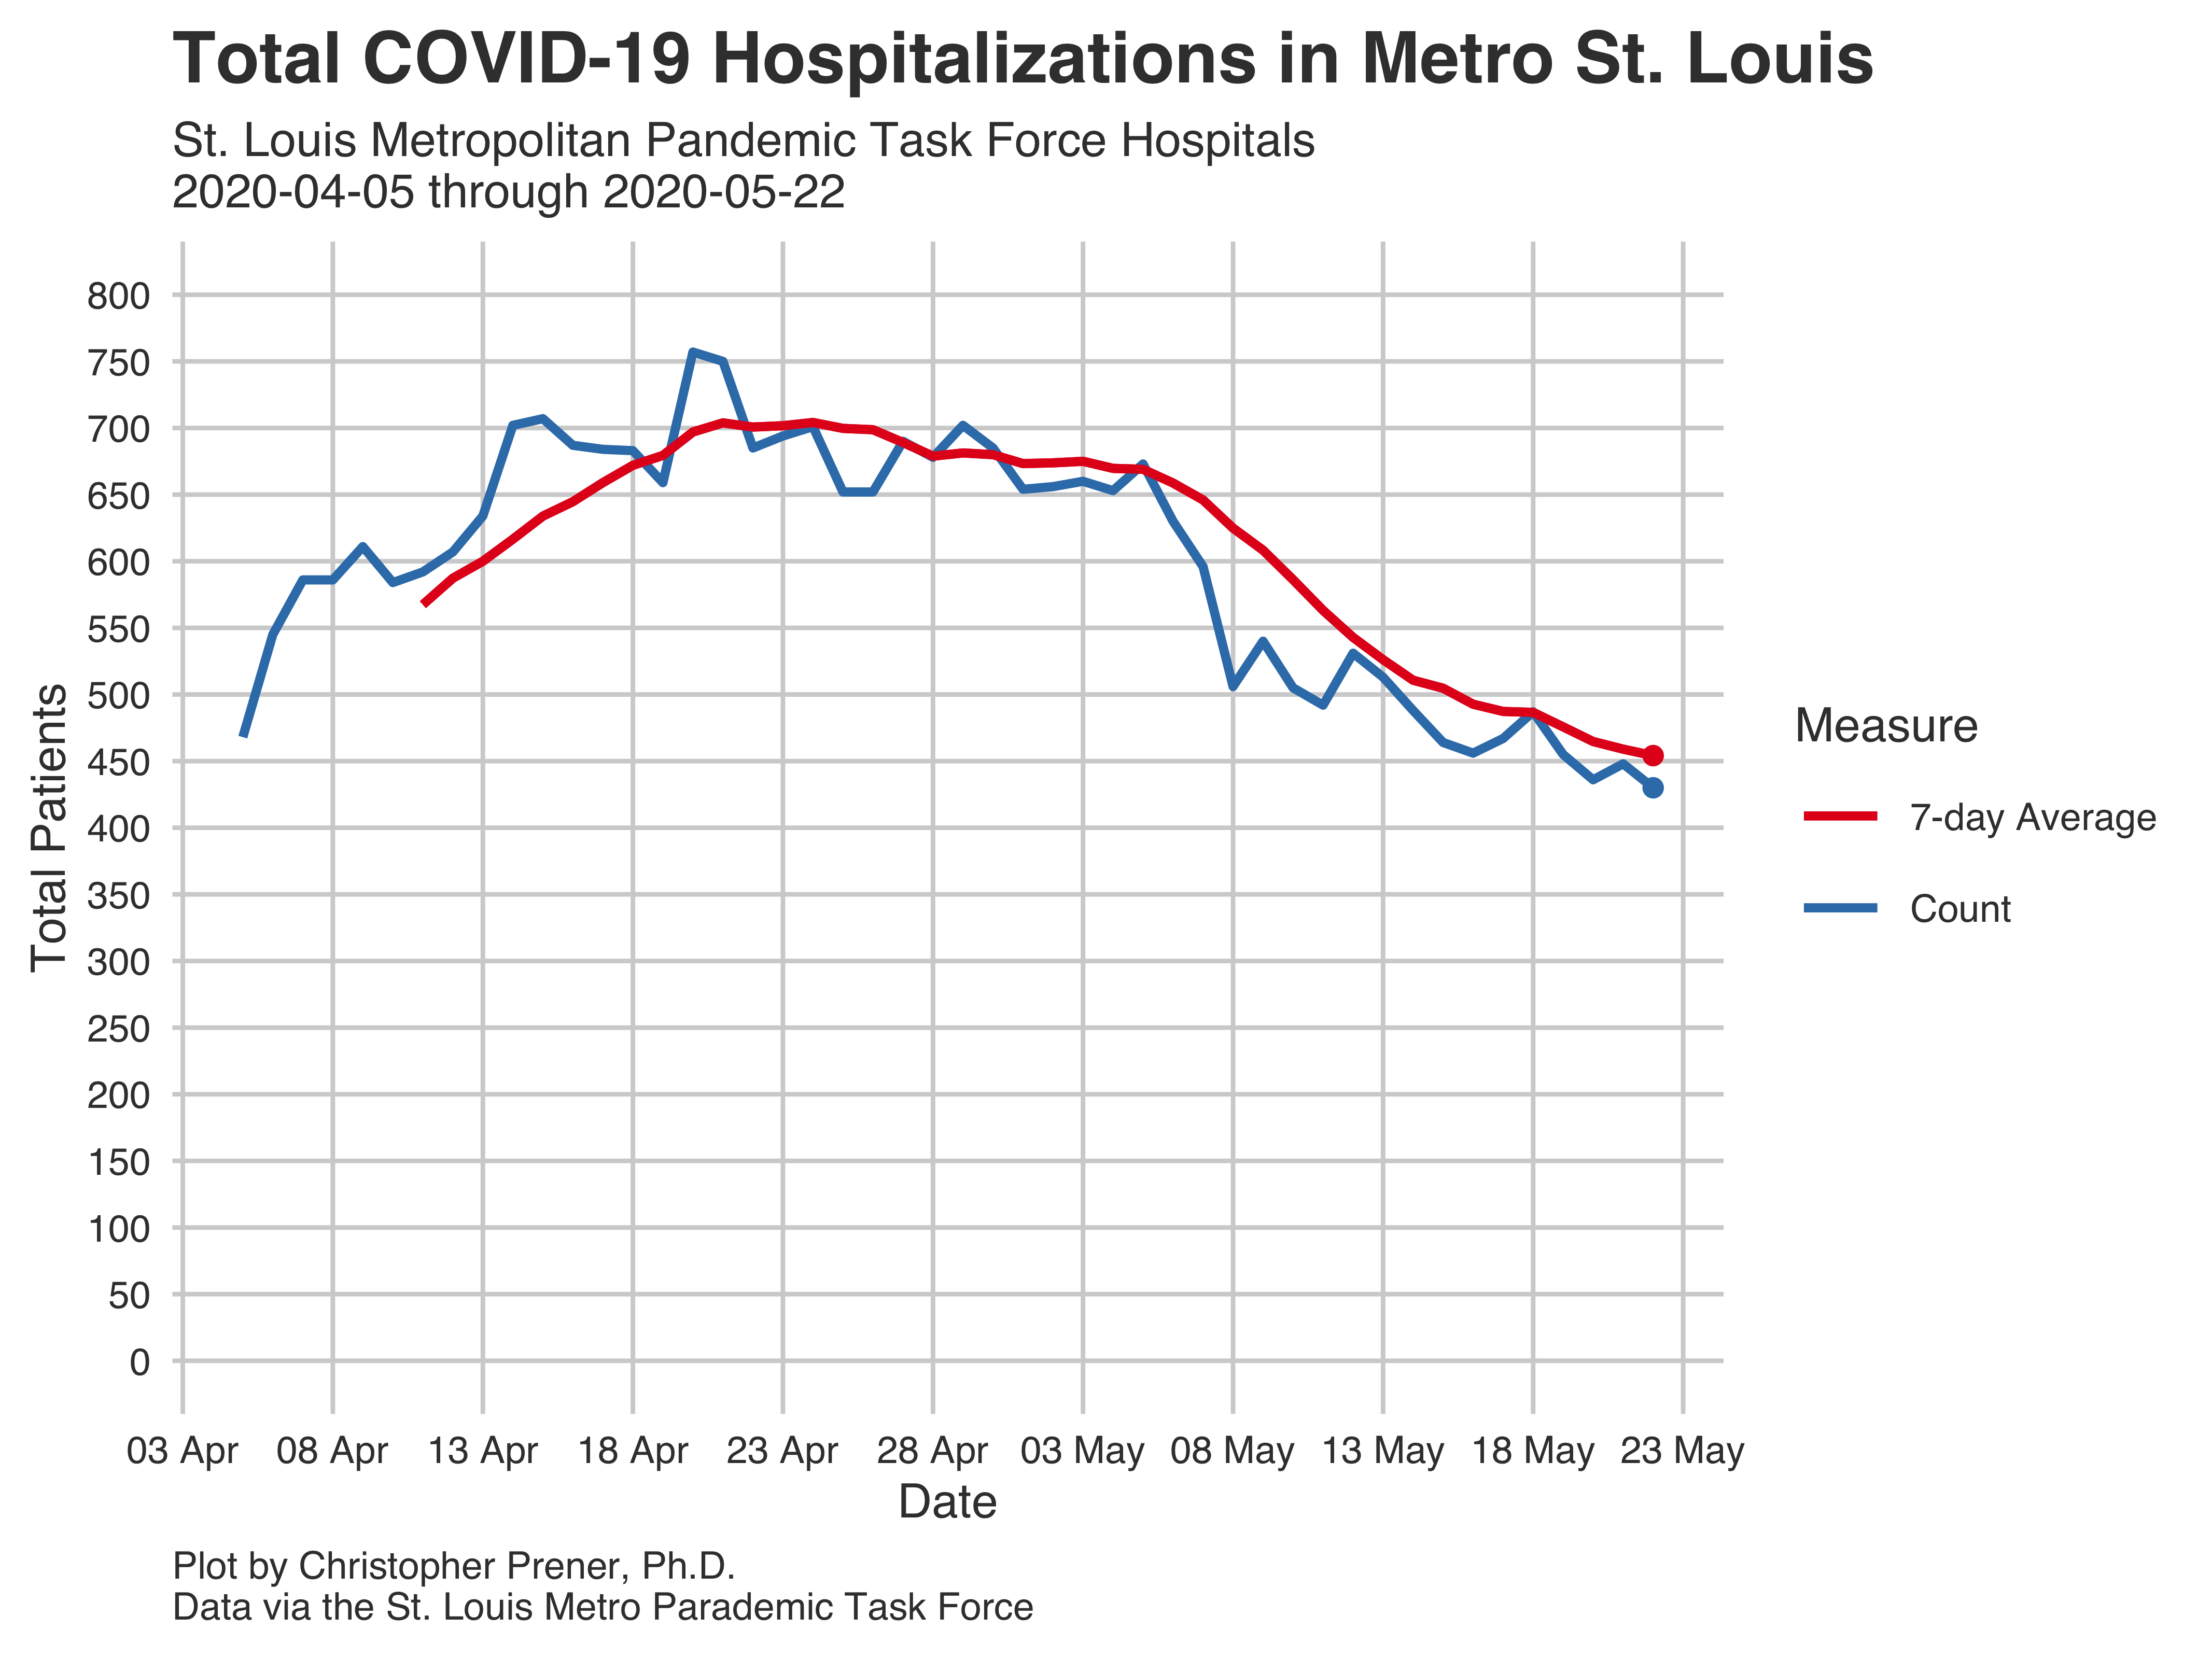 Total COVID-19 Hospitalizations in Metro St. Louis
St. Louis Metropolitan Pandemic Task Force Hospitals
2020-04-05 through 2020-05-22
800
750
700
650
600
550
500
450
400
350
300
250
200
150
100
50
0
Total Patients
03 Apr 08 Apr 13 Apr 18 Apr 23 Apr 28 Apr 03 May 08 May 13 May 18 May 23 May
Date
Measure
7-day Average
Count
Plot by Christopher Prener, Ph.D.
Data via the St. Louis Metro Parademic Task Force